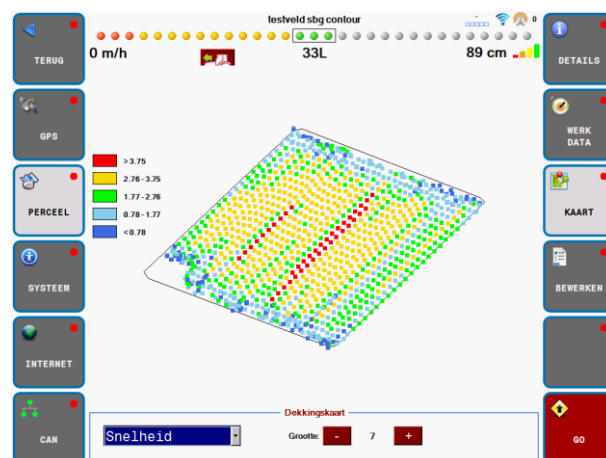 testveld sbg contour
0
0 m/h
33L
89 cm
TERUG
GPS
PERCEEL
SYSTEEM
INTERNET
CAN
> 3.75
2.76 - 3.75
1.77 - 2.76
0.78 - 1.77
< 0.78
DETAILS
WERK
DATA
KAART
BEWERKEN
GO
Dekkingskaart
Snelheid
Grootte:
-
7
+